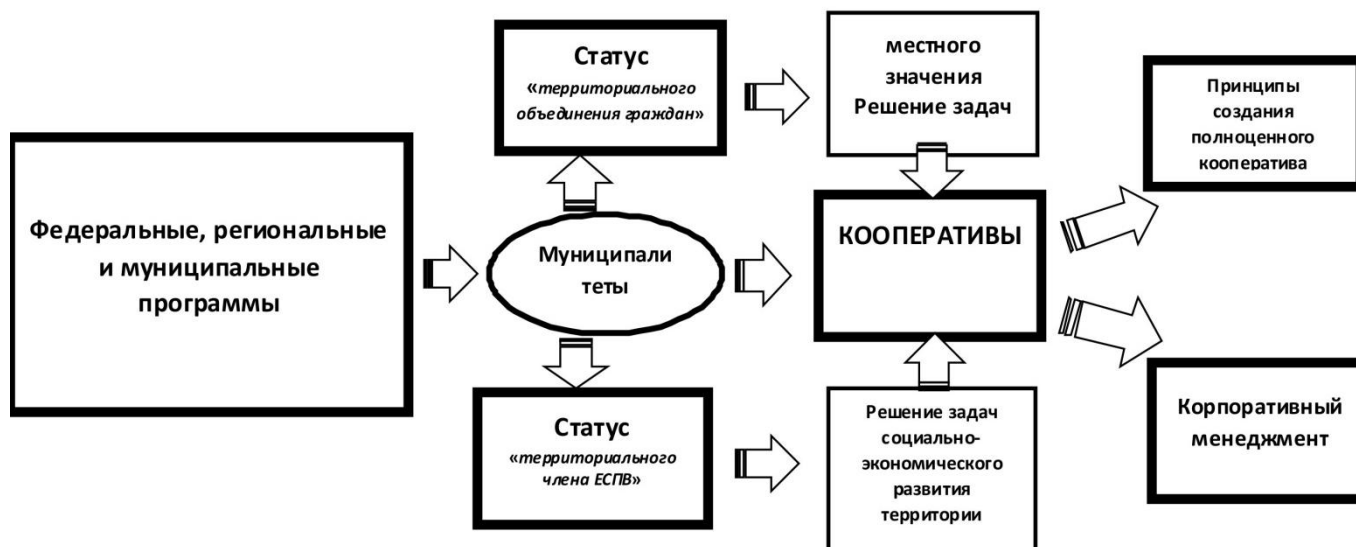 Федеральные, региональные
и муниципальные
программы
Статус
«территориального
объединения граждан»
Муниципали
теты
Статус
«территориального
члена ЕСПВ»
местного
значения
Решение задач
КООПЕРАТИВЫ
Решение задач
социально-
экономического
развития
территории
Принципы
создания
полноценного
кооператива
Корпоративный
менеджмент